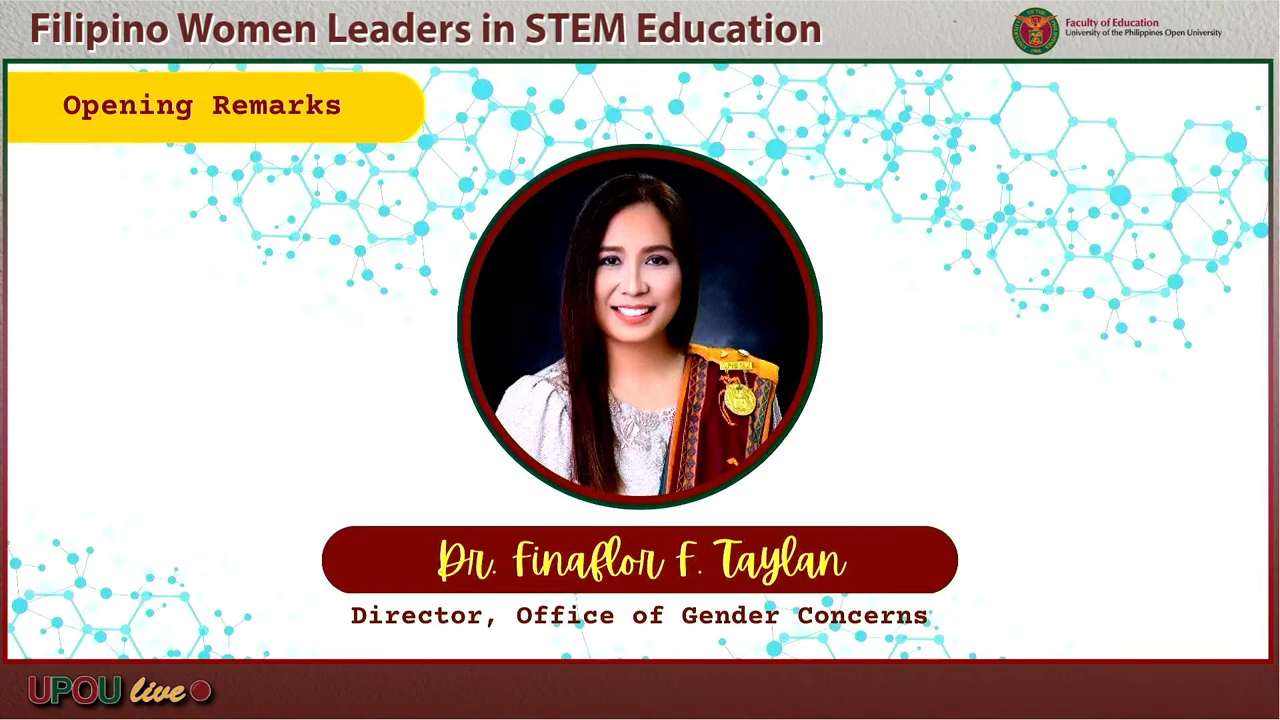 Filipino Women Leaders in STEM Education
Faculty of Education
University of the Philippines Open University
Opening Remarks
Dr. Finaflor F. Taylan
Director, Office of Gender Concerns
UPOU live